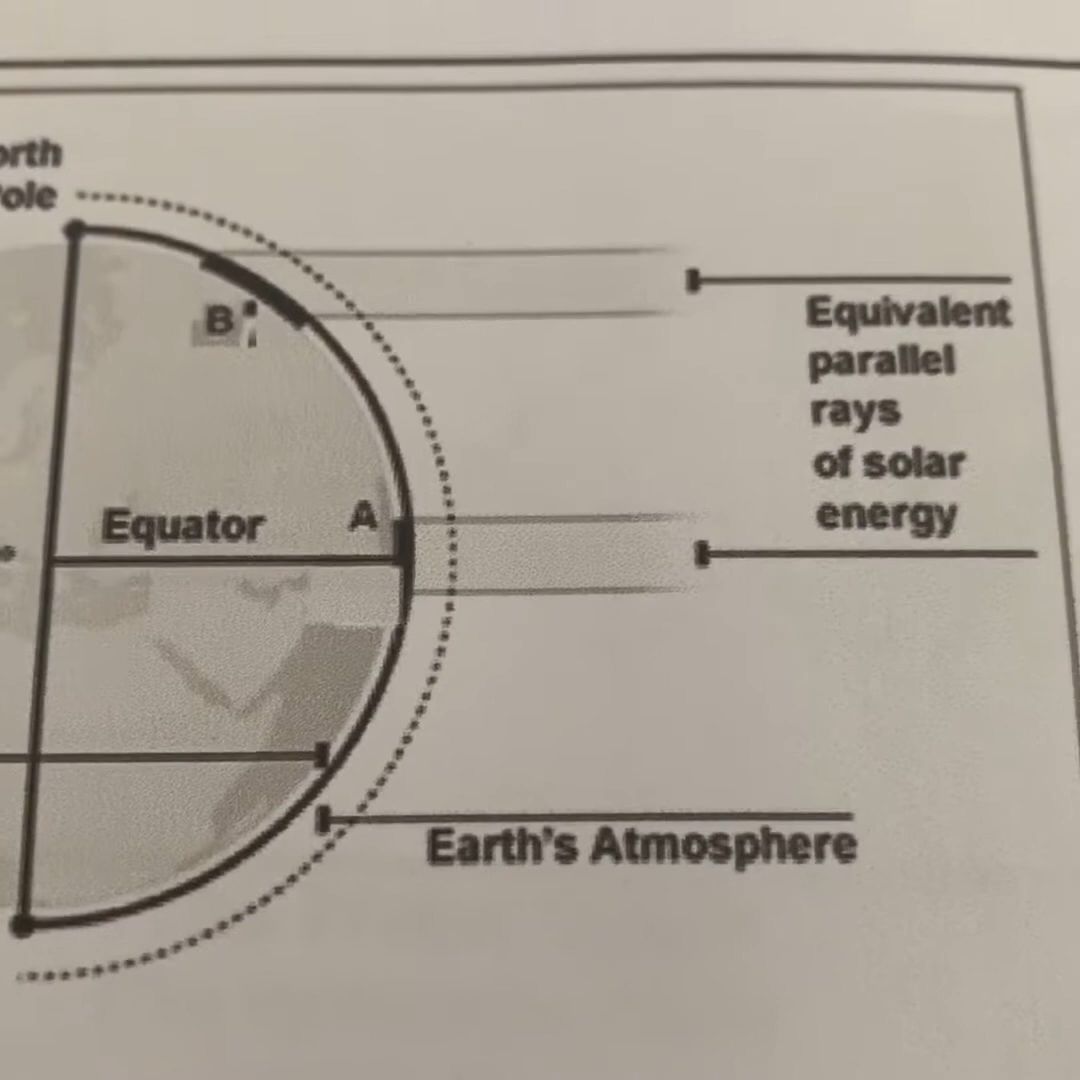 orth
ole
B
Equivalent
parallel
rays
of solar
energy
A
Equator
Earth's Atmosphere